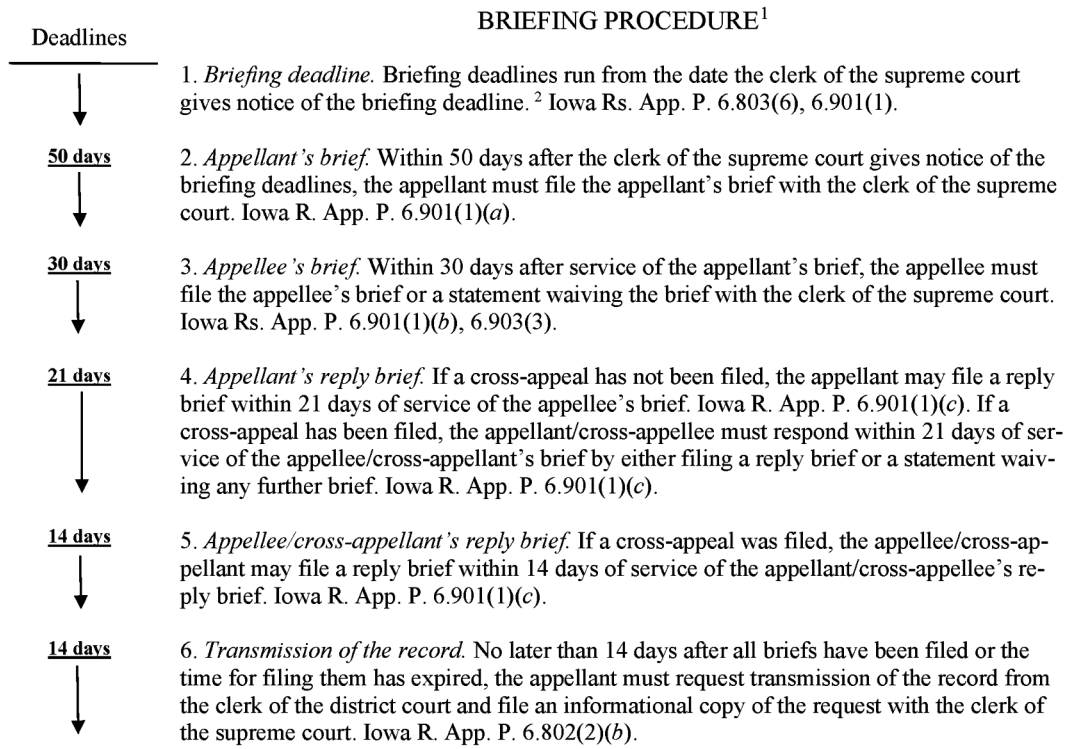 BRIEFING PROCEDURE1
Deadlines
1. Briefing deadline. Briefing deadlines run from the date the clerk of the supreme court
gives notice of the briefing deadline. 2 Iowa Rs. App. P. 6.803(6), 6.901(1).
50 days
2. Appellant's brief. Within 50 days after the clerk of the supreme court gives notice of the
briefing deadlines, the appellant must file the appellant's brief with the clerk of the supreme
court. Iowa R. App. P. 6.901(1)(a).
30 days
3. Appellee's brief. Within 30 days after service of the appellant's brief, the appellee must
file the appellee's brief or a statement waiving the brief with the clerk of the supreme court.
Iowa Rs. App. P. 6.901(1)(b), 6.903(3).
21 days
4. Appellant's reply brief. If a cross-appeal has not been filed, the appellant may file a reply
brief within 21 days of service of the appellee's brief. Iowa R. App. P. 6.901(1)(c). If a
cross-appeal has been filed, the appellant/cross-appellee must respond within 21 days of ser-
vice of the appellee/cross-appellant's brief by either filing a reply brief or a statement waiv-
ing any further brief. Iowa R. App. P. 6.901(1)(c).
14 days
5. Appellee/cross-appellant's reply brief. If a cross-appeal was filed, the appellee/cross-ap-
pellant may file a reply brief within 14 days of service of the appellant/cross-appellee's re-
ply brief. Iowa R. App. P. 6.901(1)(c).
14 days
6. Transmission of the record. No later than 14 days after all briefs have been filed or the
time for filing them has expired, the appellant must request transmission of the record from
the clerk of the district court and file an informational copy of the request with the clerk of
the supreme court. Iowa R. App. P. 6.802(2)(b).